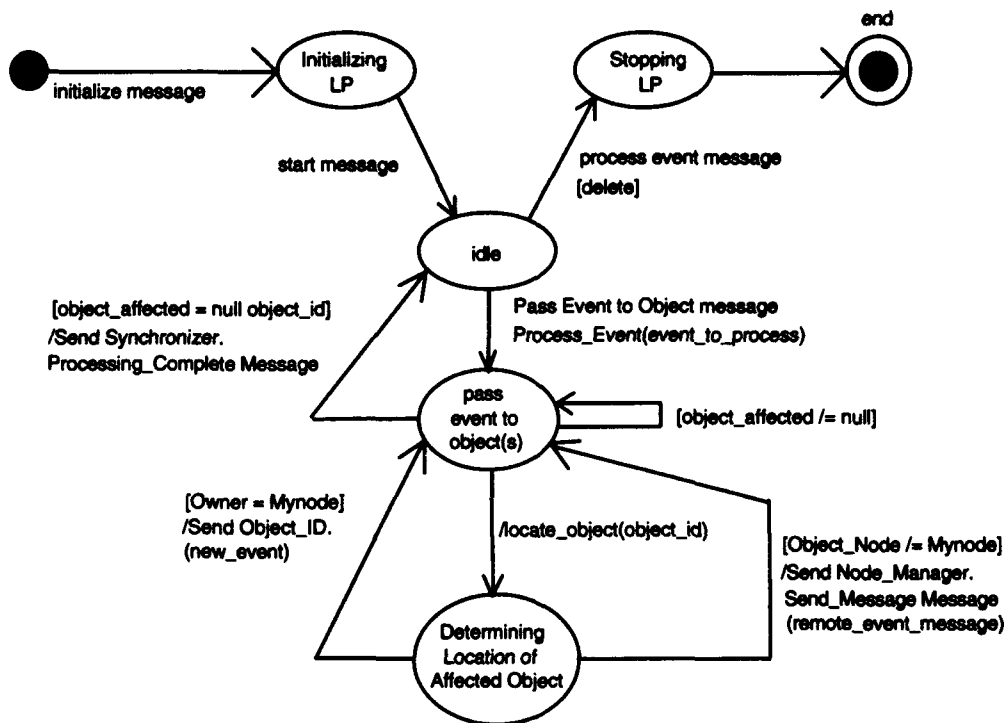 end
Initializing
LP
Stopping
LP
initialize message
start message
process event message
[delete]
idle
[object_affected = null object_id]
/Send Synchronizer.
Processing_Complete Message
Pass Event to Object message
Process_Event(event_to_process)
pass
event to
object(s)
[object_affected /= null]
[Owner = Mynode]
/Send Object_ID.
(new_event)
/locate_object(object_id)
[Object_Node /= Mynode]
/Send Node_Manager.
Send_Message Message
(remote_event_message)
Determining
Location of
Affected Object